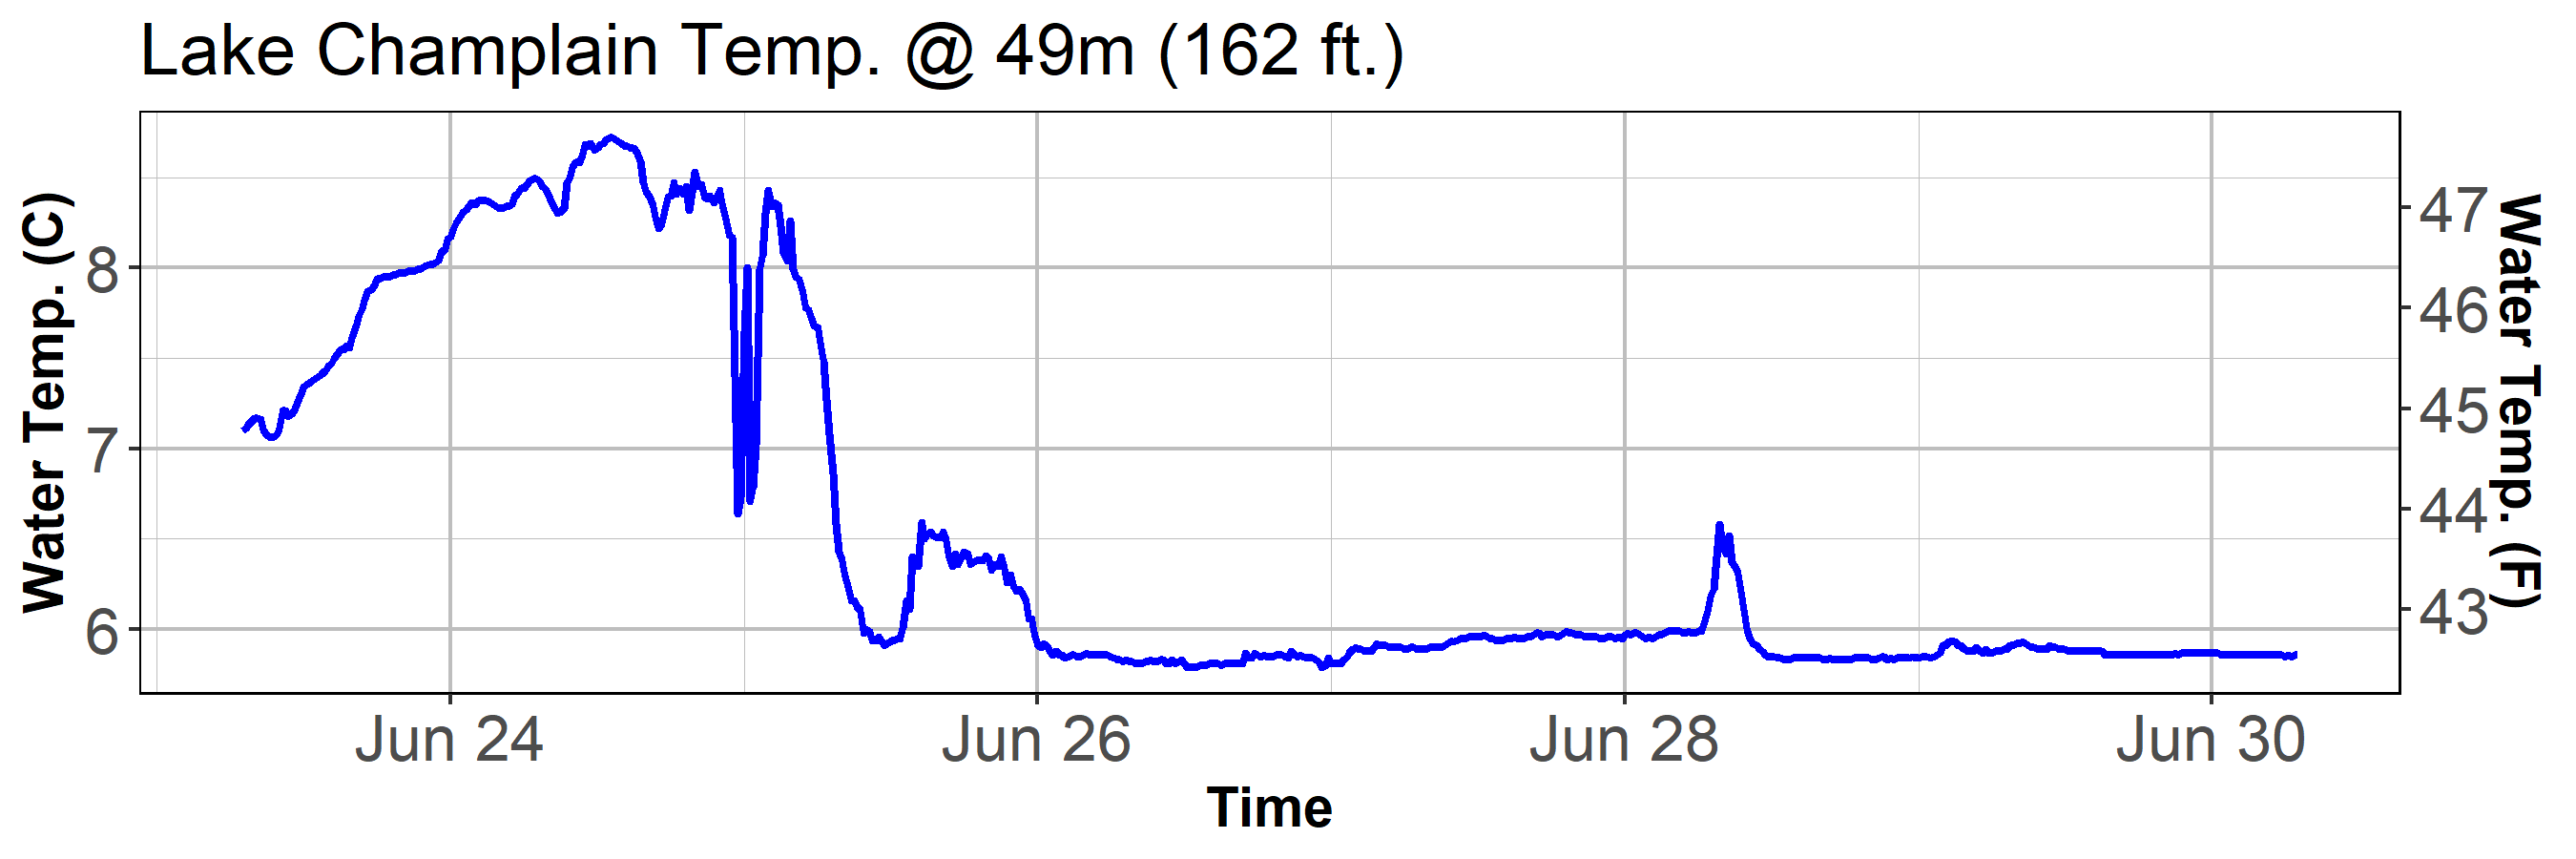 Lake Champlain Temp. @ 49m (162 ft.)
Water Temp. (C)
8
7
6
47
46
45
44
43
Water Temp. (F)
Jun 24 Jun 26 Jun 28 Jun 30
Time